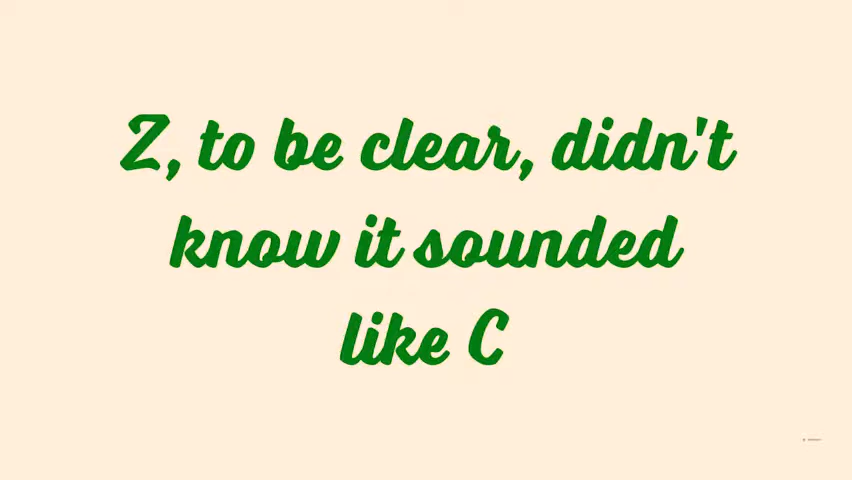 Z, to be clear, didn't
know it sounded
like C